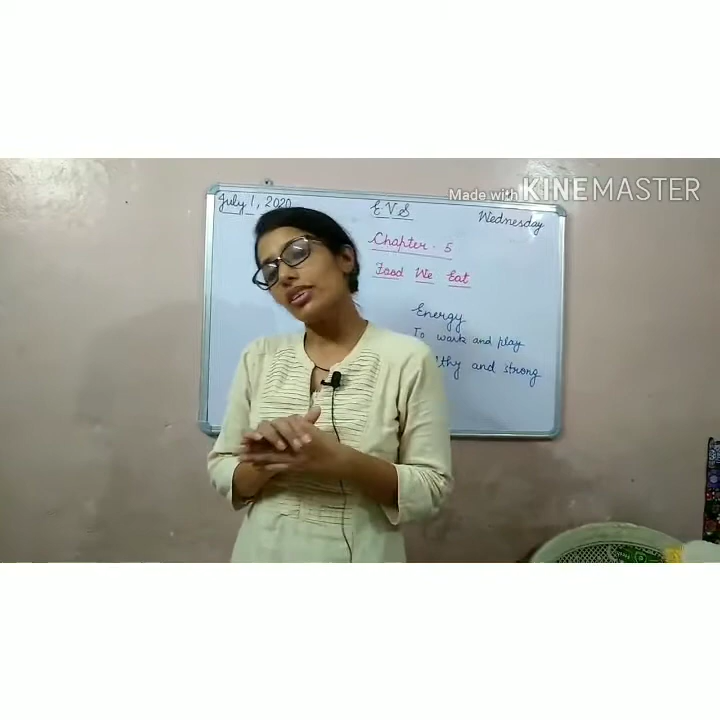 Made with KINEMASTER
July 1, 2020 E V S Wednesday
Chapter. 5
Food We Eat
Energy
To work and play
lthy and strong